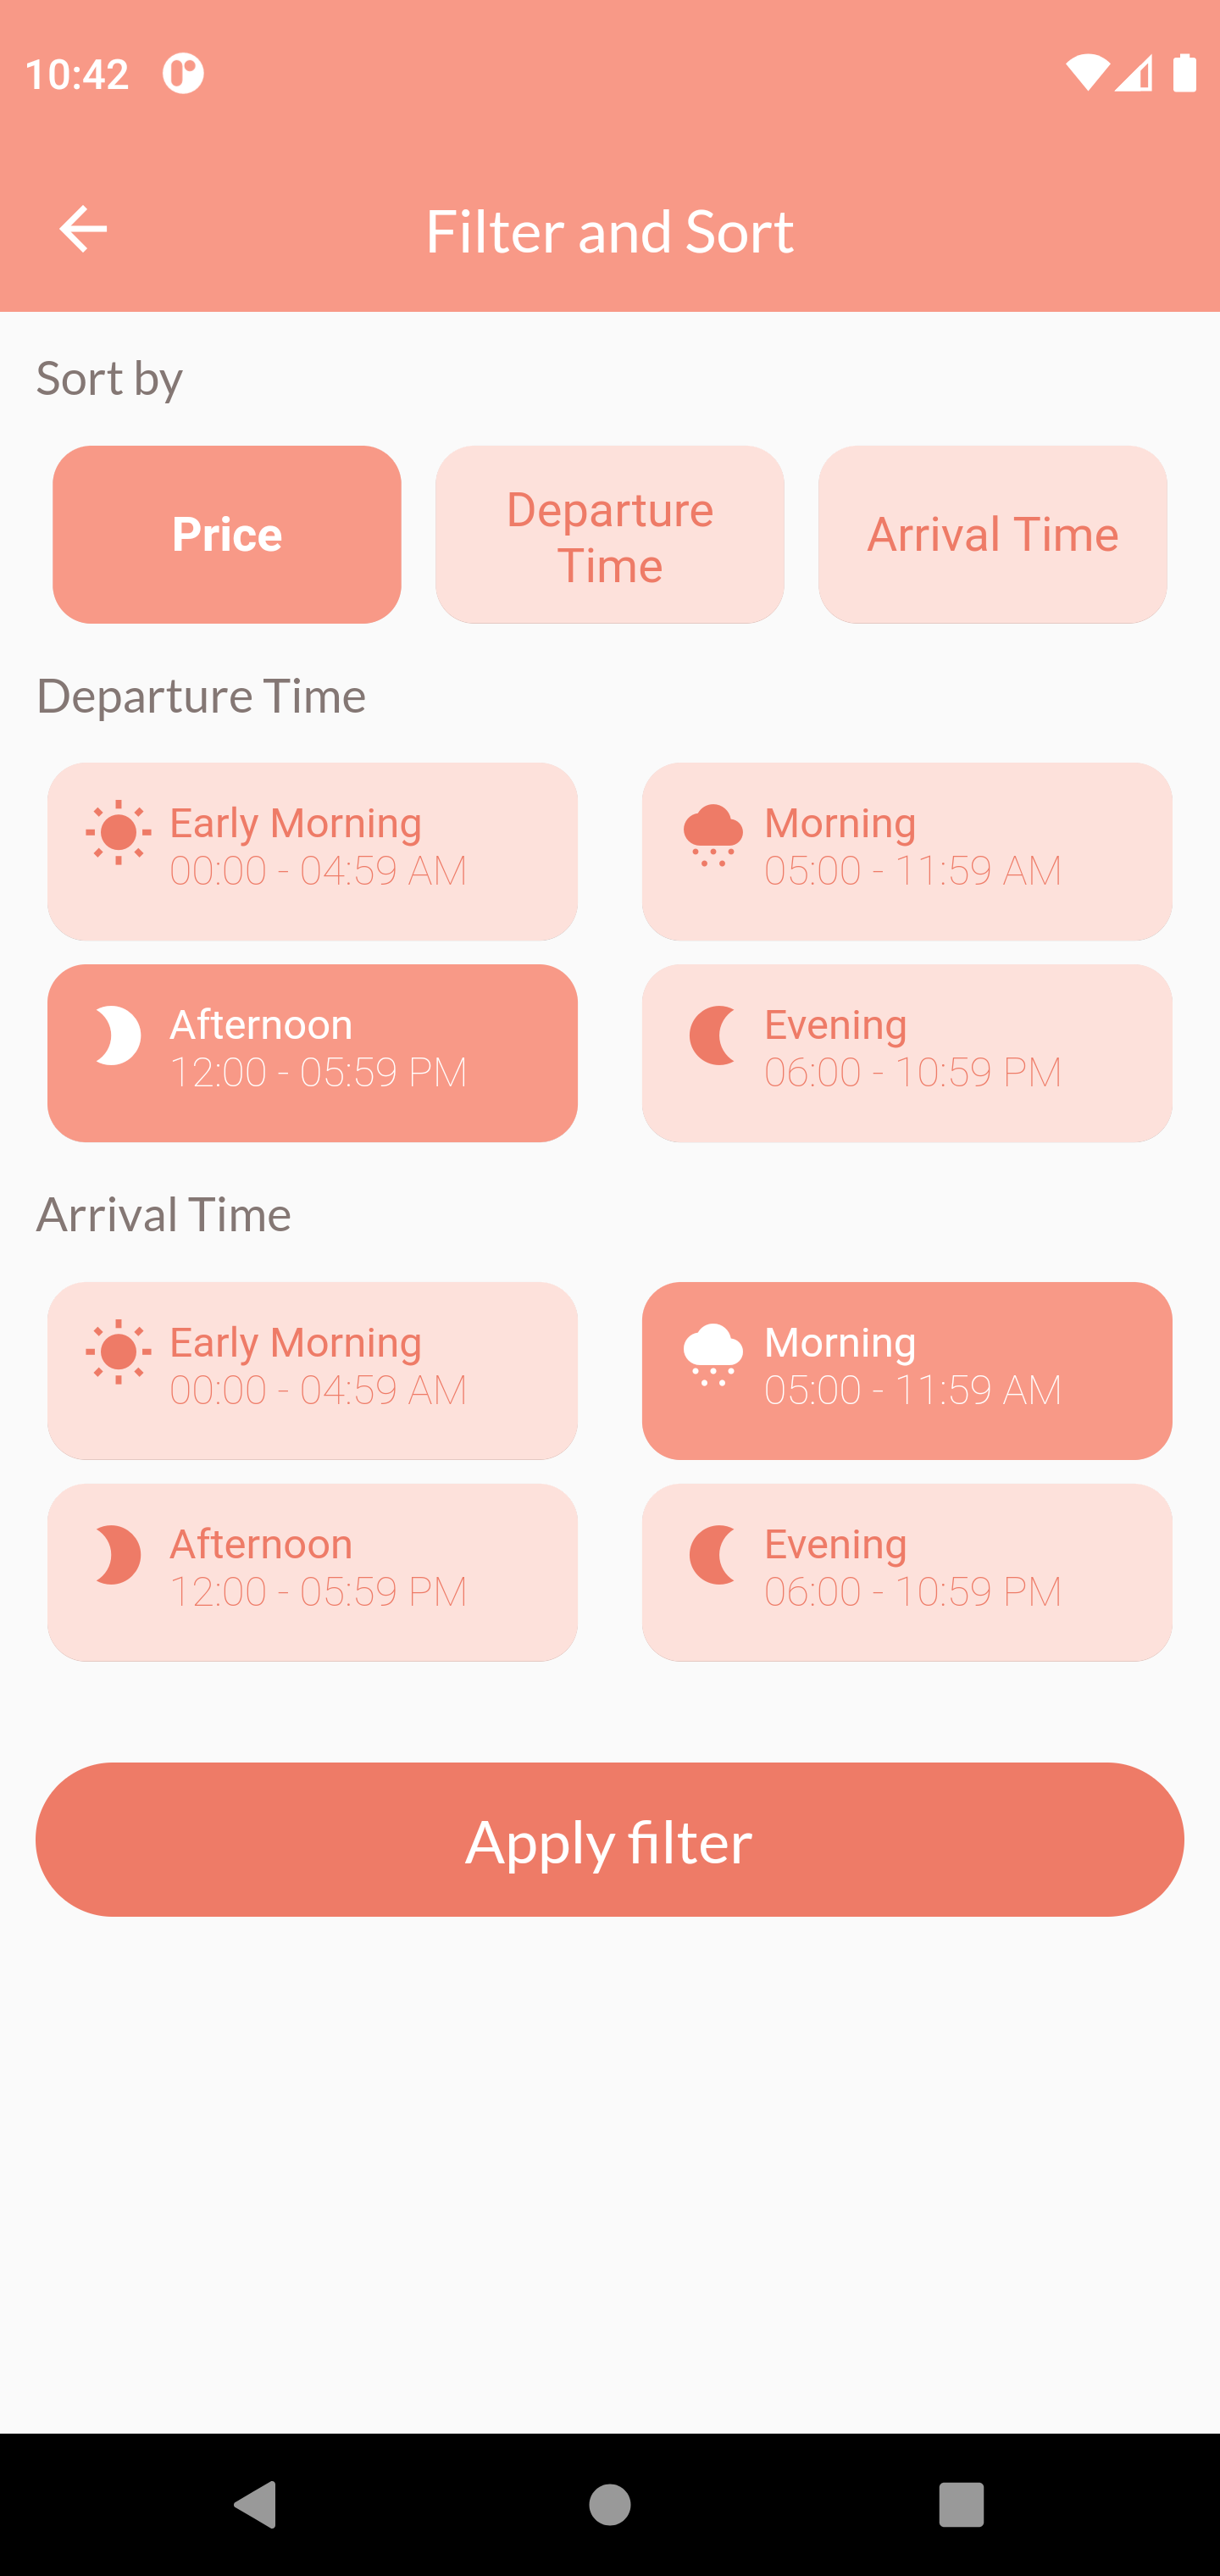 10:42
Filter and Sort
Sort by
Price
Departure
Time
Arrival Time
Departure Time
Early Morning
00:00 - 04:59 AM
Morning
05:00 - 11:59 AM
Afternoon
12:00 - 05:59 PM
Evening
06:00 - 10:59 PM
Arrival Time
Early Morning
00:00 - 04:59 AM
Morning
05:00 - 11:59 AM
Afternoon
12:00 - 05:59 PM
Evening
06:00 - 10:59 PM
Apply filter